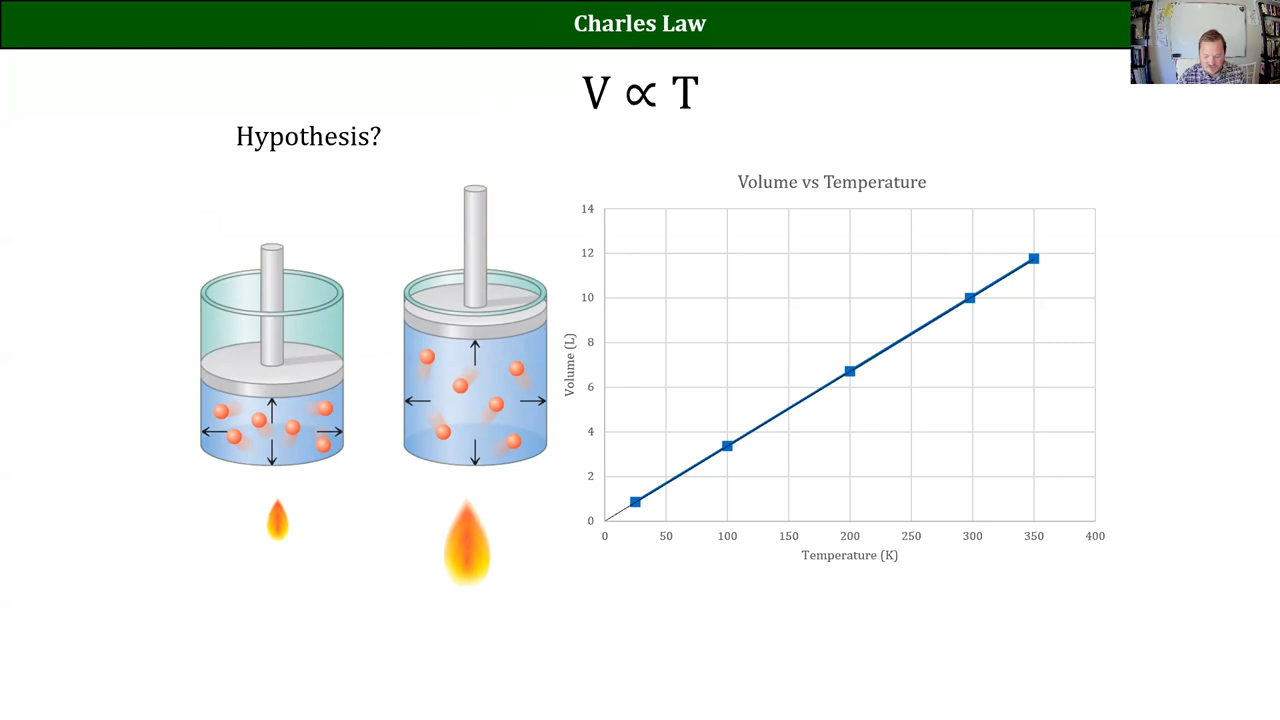 Charles Law
V ∝ T
Hypothesis?
Volume vs Temperature
14
12
10
8
6
4
2
0
Volume (L)
0 50 100 150 200 250 300 350 400
Temperature (K)